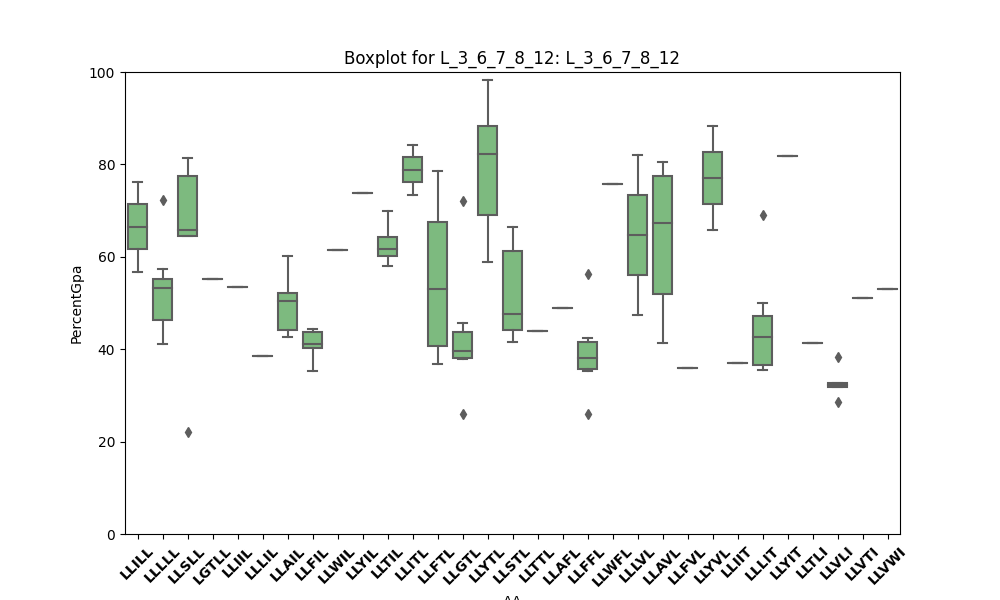 Boxplot for L_3_6_7_8_12: L_3_6_7_8_12
100
80
60
40
20
0
PercentGpa
LLILL LLLLL LLSLL LGTLL LLIIL LLLIL LLAIL LLFIL LLWIL LLYIL LLTIL LLITL LLFTL LLGTL LLYTL LLSTL LLTTL LLAFL LLFFL LLWFL LLLVL LLAVL LLFVL LLYVL LLIIT LLLIT LLYIT LLTLI LLVLI LLVTI LLVWI
AA